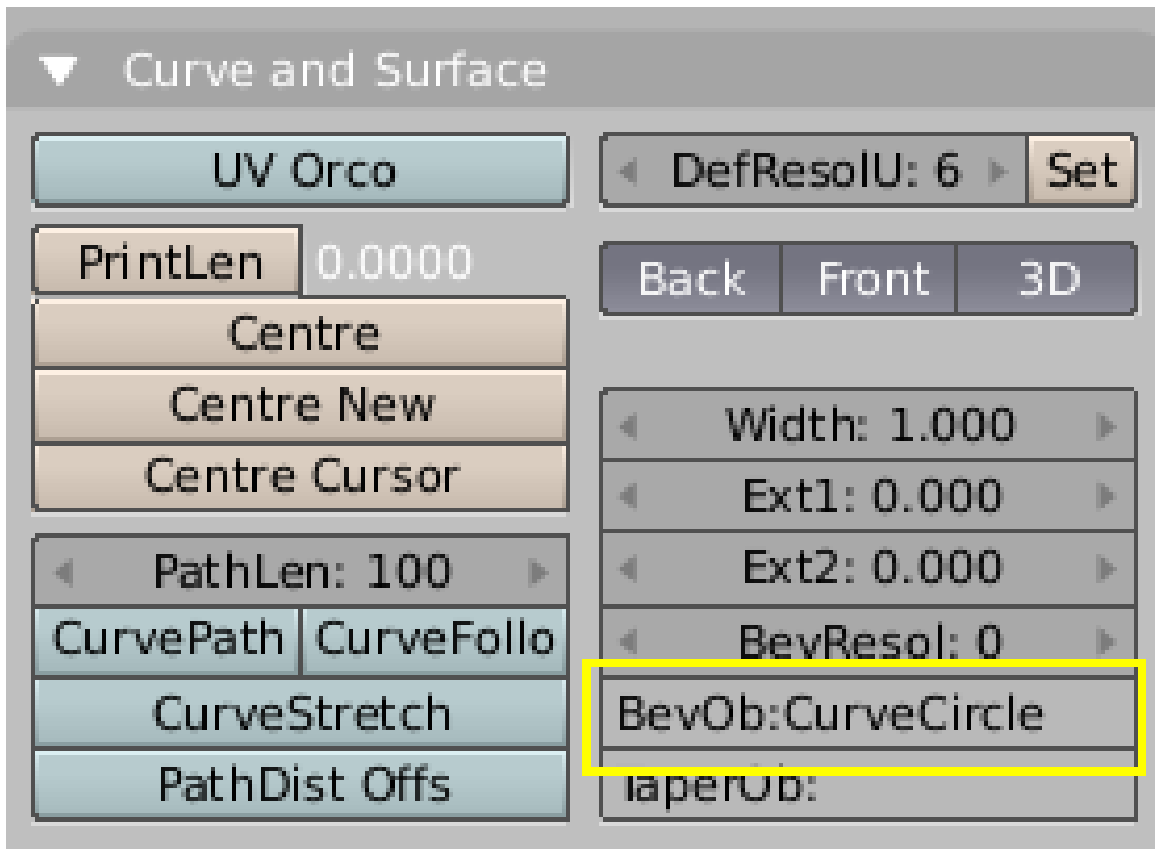 Curve and Surface
UV Orco
PrintLen 0.0000
Centre
Centre New
Centre Cursor
PathLen: 100
CurvePath CurveFollo
CurveStretch
PathDist Offs
DefResolU: 6 Set
Back Front 3D
Width: 1.000
Ext1: 0.000
Ext2: 0.000
BevResol: 0
BevOb:CurveCircle
TaperOb: